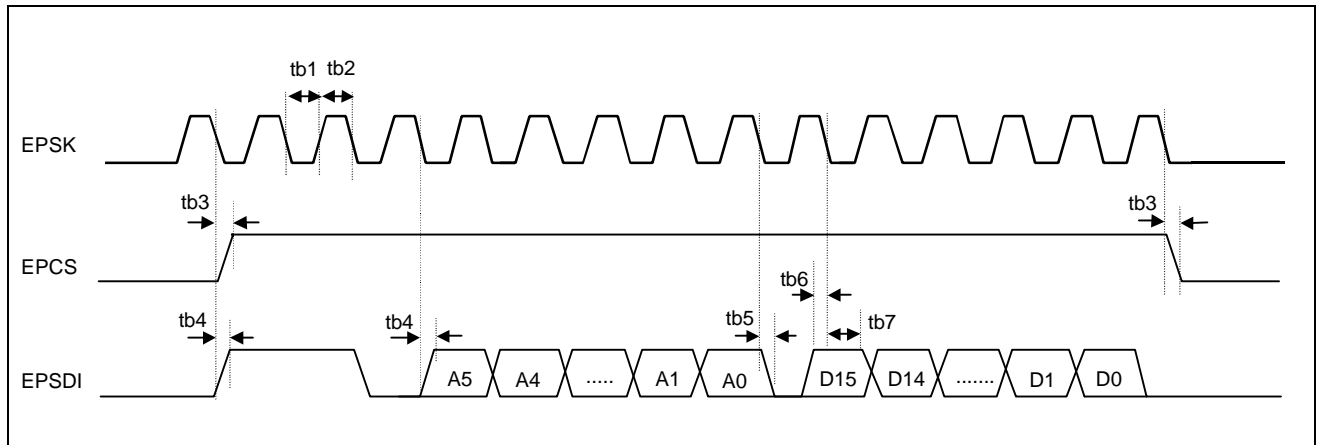 tb1 tb2
EPSK
tb3 tb3
EPCS
tb6
tb4 tb4 tb5 tb7
EPSDI A5 A4 ..... A1 A0 D15 D14 ....... D1 D0